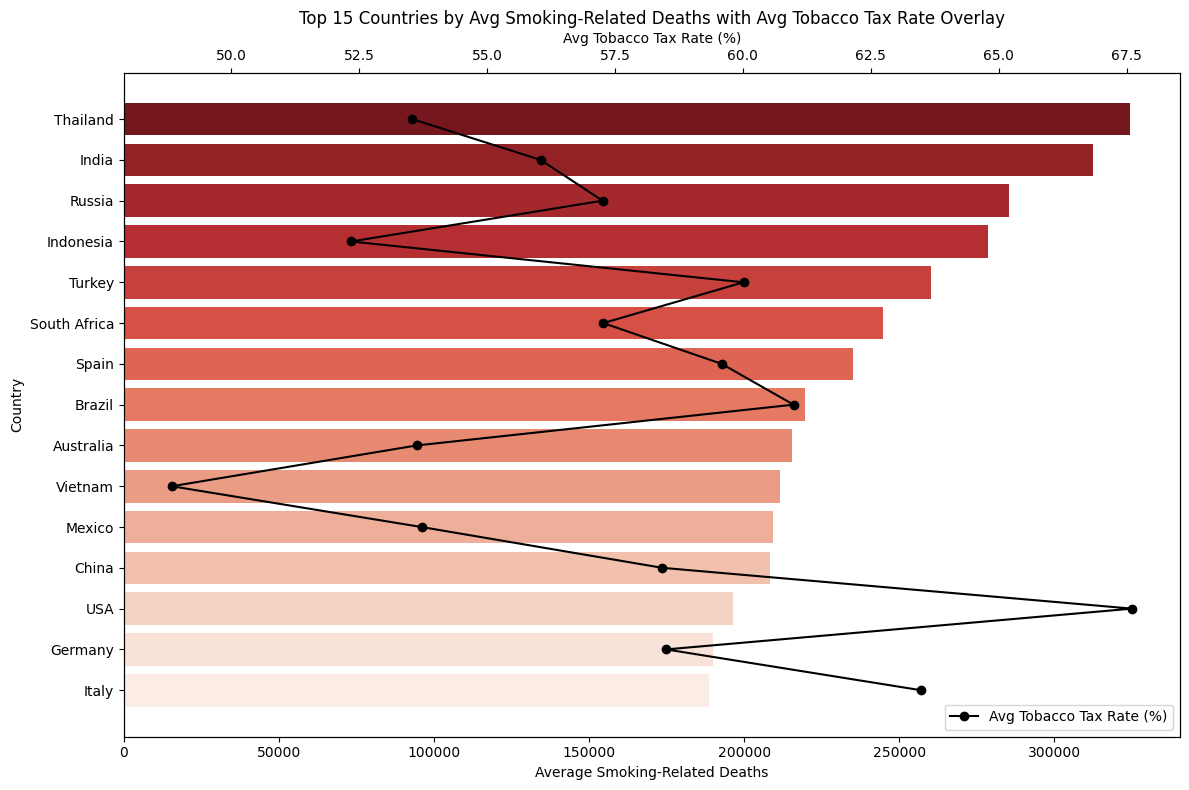 Top 15 Countries by Avg Smoking-Related Deaths with Avg Tobacco Tax Rate Overlay
Avg Tobacco Tax Rate (%)
50.0 52.5 55.0 57.5 60.0 62.5 65.0 67.5
Thailand
India
Russia
Indonesia
Turkey
South Africa
Spain
Brazil
Australia
Vietnam
Mexico
China
USA
Germany
Italy
Country
Avg Tobacco Tax Rate (%)
0 50000 100000 150000 200000 250000 300000
Average Smoking-Related Deaths